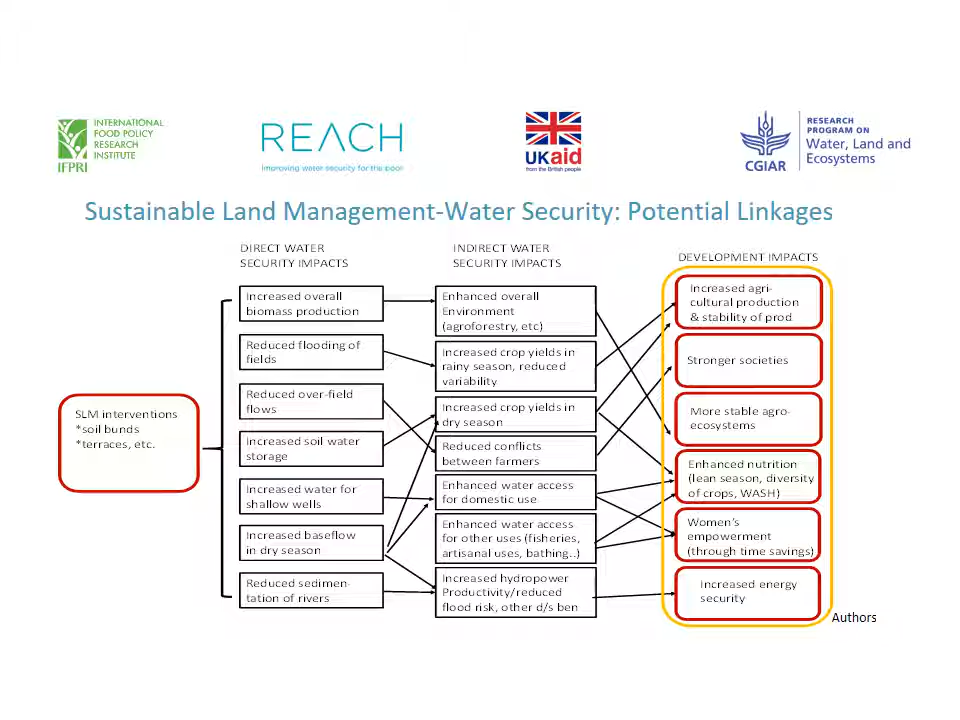 INTERNATIONAL
FOOD POLICY
RESEARCH
INSTITUTE
IFPRI
REACH
Improving water security for the poor
UKaid
from the British people
CGIAR
RESEARCH
PROGRAM ON
Water, Land and
Ecosystems
Sustainable Land Management-Water Security: Potential Linkages
DIRECT WATER
SECURITY IMPACTS
INDIRECT WATER
SECURITY IMPACTS
DEVELOPMENT IMPACTS
SLM interventions
*soil bunds
*terraces, etc.
Increased overall
biomass production
Reduced flooding of
fields
Reduced over-field
flows
Increased soil water
storage
Increased water for
shallow wells
Increased baseflow
in dry season
Reduced sedimen-
tation of rivers
Enhanced overall
Environment
(agroforestry, etc)
Increased crop yields in
rainy season, reduced
variability
Increased crop yields in
dry season
Reduced conflicts
between farmers
Enhanced water access
for domestic use
Enhanced water access
for other uses (fisheries,
artisanal uses, bathing..)
Increased hydropower
Productivity/reduced
flood risk, other d/s ben
Increased agri-
cultural production
& stability of prod
Stronger societies
More stable agro-
ecosystems
Enhanced nutrition
(lean season, diversity
of crops, WASH)
Women's
empowerment
(through time savings)
Increased energy
security
Authors